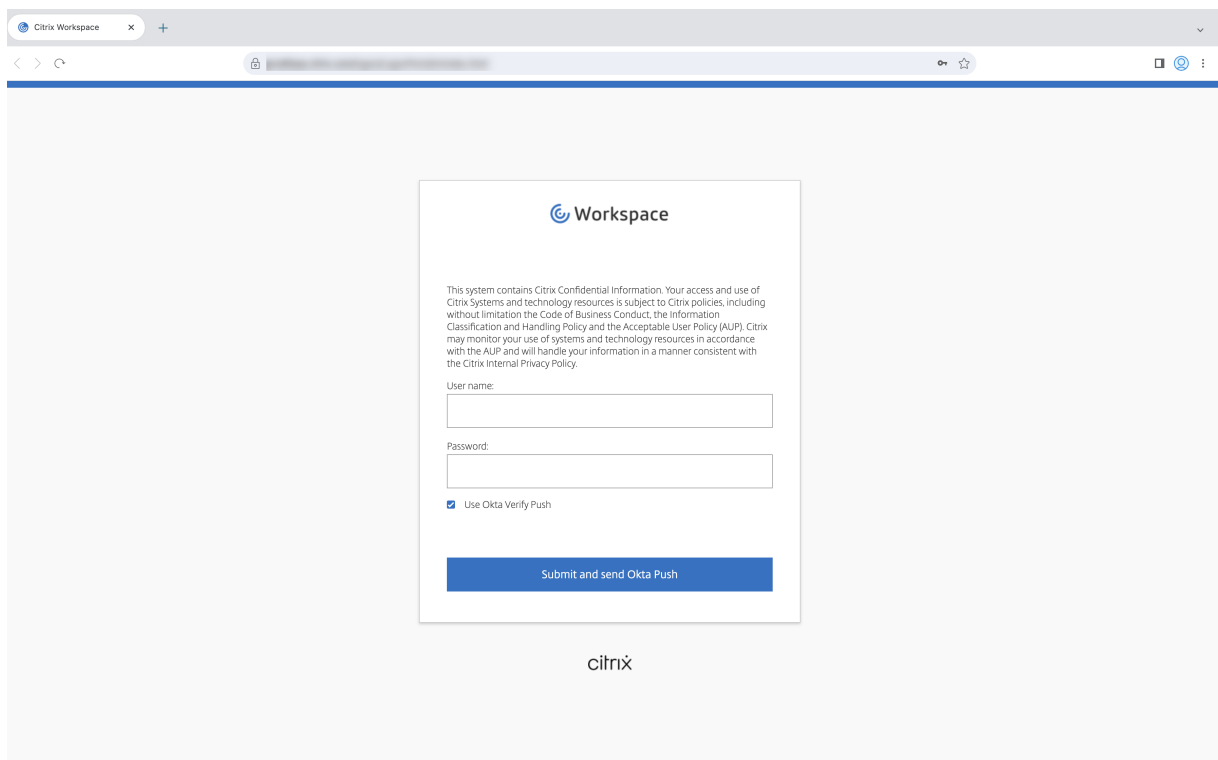 Citrix Workspace
Workspace
This system contains Citrix Confidential Information. Your access and use of
Citrix Systems and technology resources is subject to Citrix policies, including
without limitation the Code of Business Conduct, the Information
Classification and Handling Policy and the Acceptable User Policy (AUP). Citrix
may monitor your use of systems and technology resources in accordance
with the AUP and will handle your information in a manner consistent with
the Citrix Internal Privacy Policy.
User name:
Password:
Use Okta Verify Push
Submit and send Okta Push
citrix